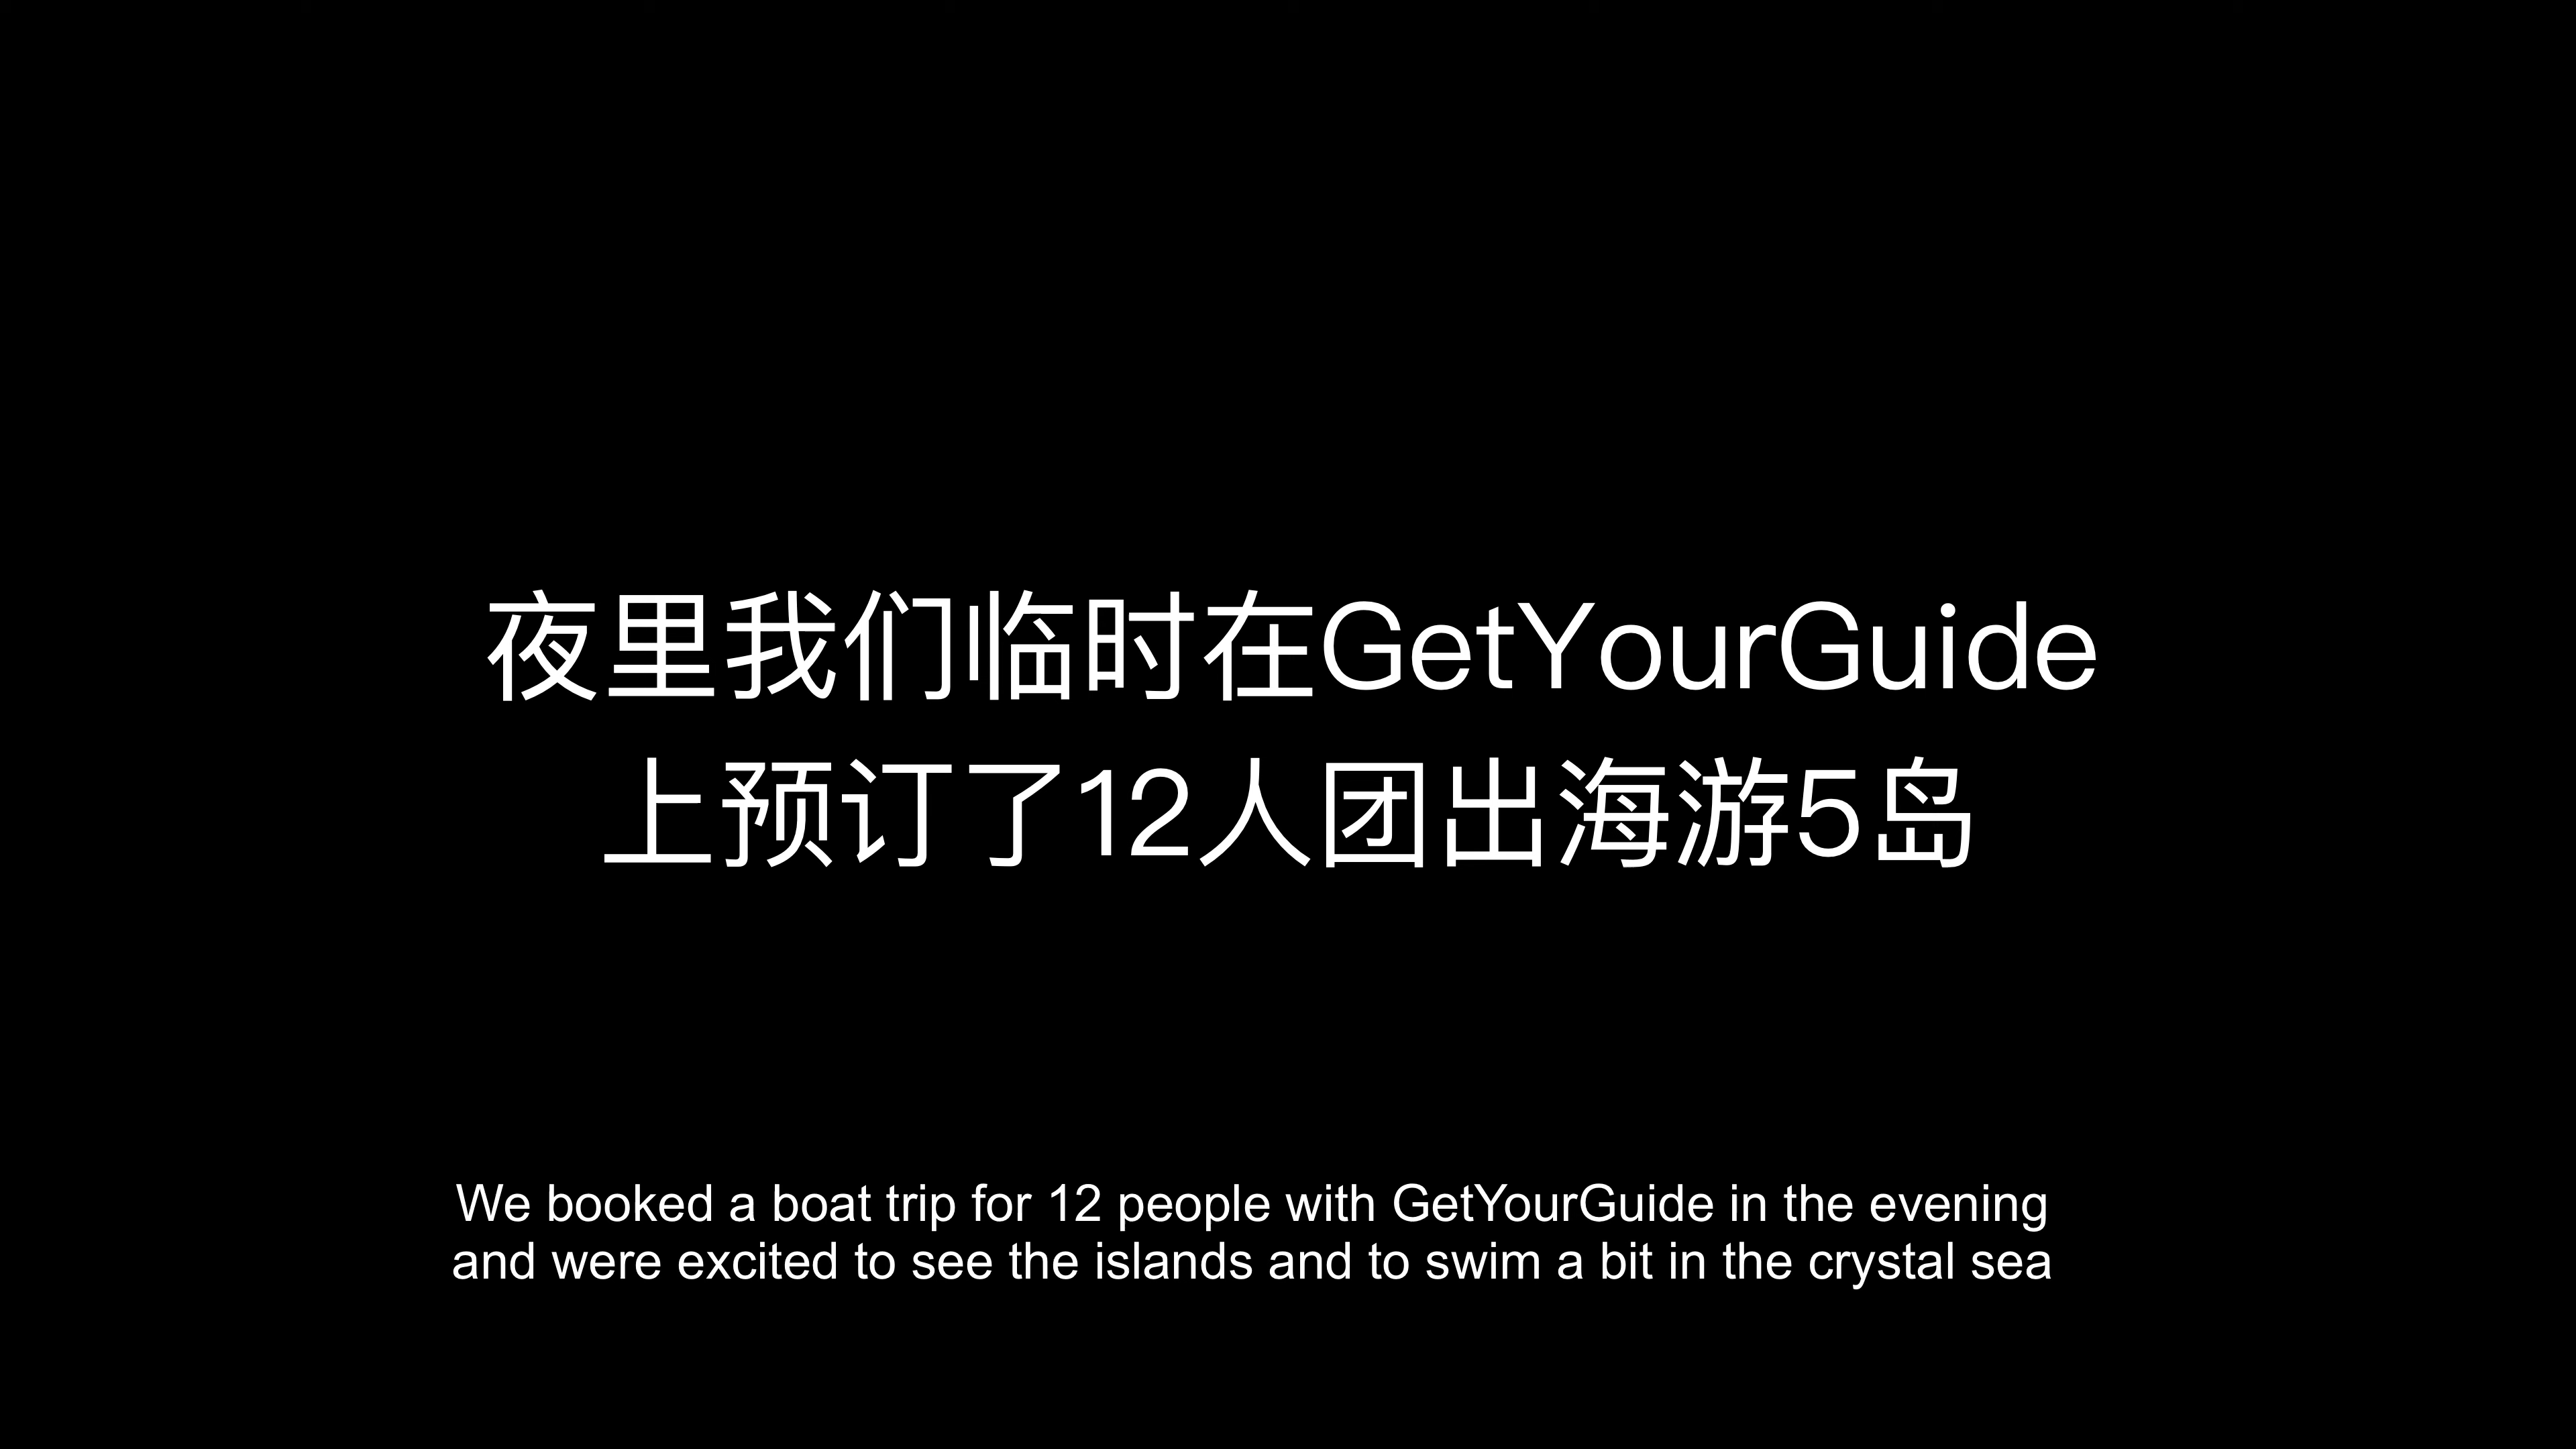 夜里我们临时在GetYourGuide
上预订了12人团出海游5岛
We booked a boat trip for 12 people with GetYourGuide in the evening
and were excited to see the islands and to swim a bit in the crystal sea